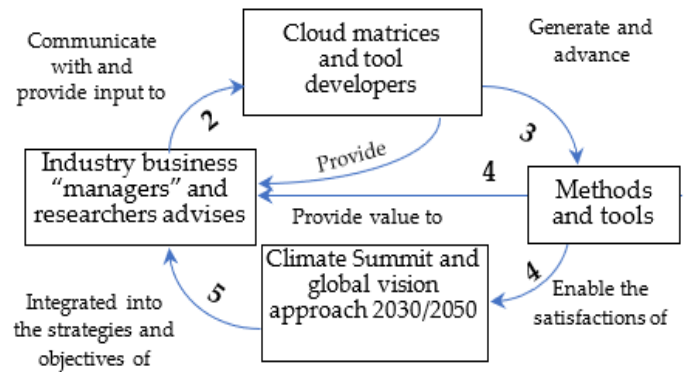 Communicate
with and
provide input to
2
Cloud matrices
and tool
developers
Generate and
advance
3
Provide
Industry business
“managers” and
researchers advises
4
Provide value to
Methods
and tools
Climate Summit and
global vision
approach 2030/2050
4
Enable the
satisfactions of
5
Integrated into
the strategies and
objectives of